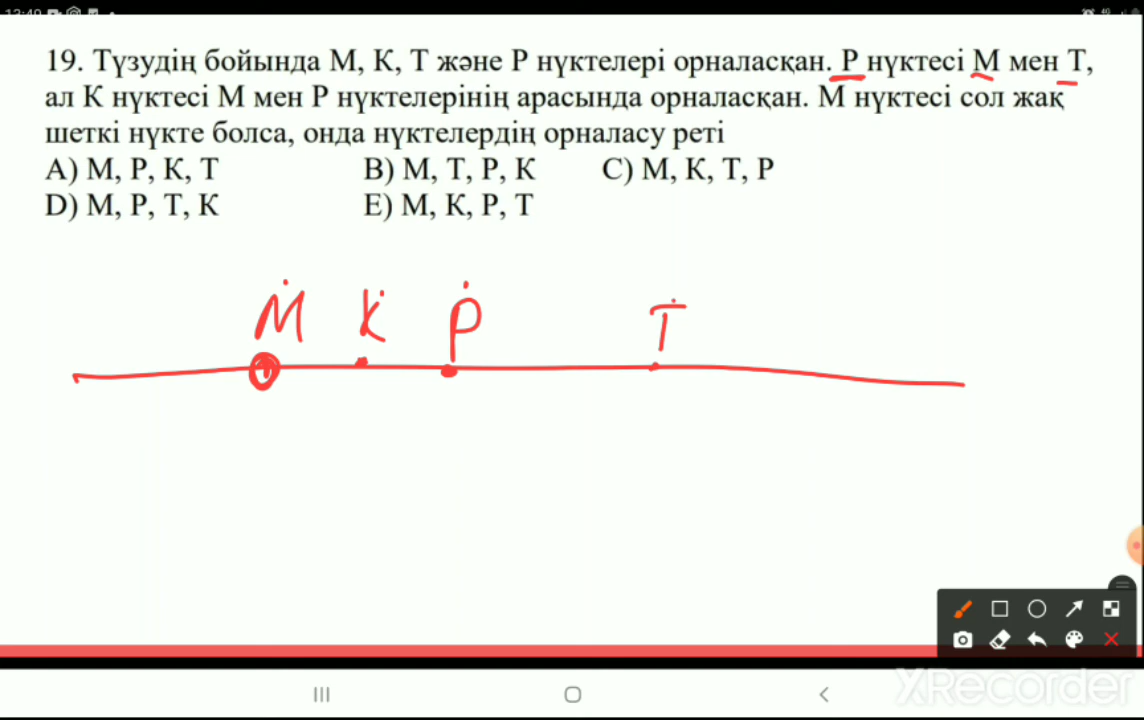 19. Түзудің бойында М, К, Т және Р нүктелері орналасқан. Р нүктесі М мен Т,
ал К нүктесі М мен Р нүктелерінің арасында орналасқан. М нүктесі сол жақ
шеткі нүкте болса, онда нүктелердің орналасу реті
А) М, Р, К, Т В) М, Т, Р, К С) М, К, Т, Р
D) М, Р, Т, К Е) М, К, Р, Т
М К Р Т
XRecorder